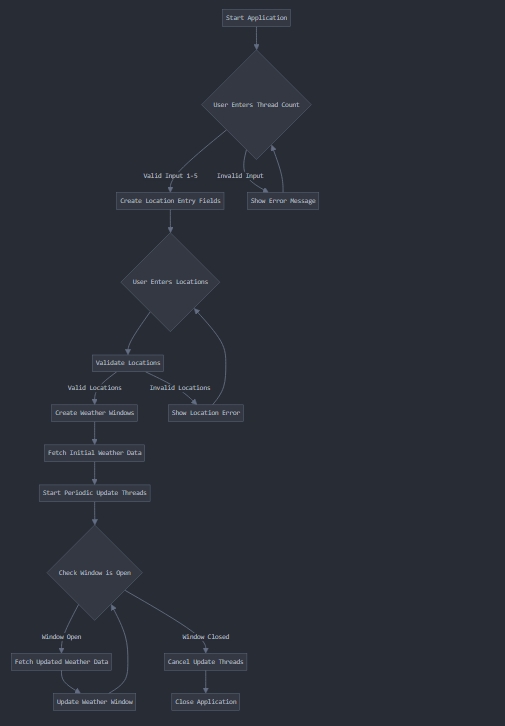 Start Application
User Enters Thread Count
Valid Input 1-5
Invalid Input
Create Location Entry Fields
Show Error Message
User Enters Locations
Validate Locations
Valid Locations
Invalid Locations
Create Weather Windows
Show Location Error
Fetch Initial Weather Data
Start Periodic Update Threads
Check Window is Open
Window Open
Window Closed
Fetch Updated Weather Data
Cancel Update Threads
Update Weather Window
Close Application